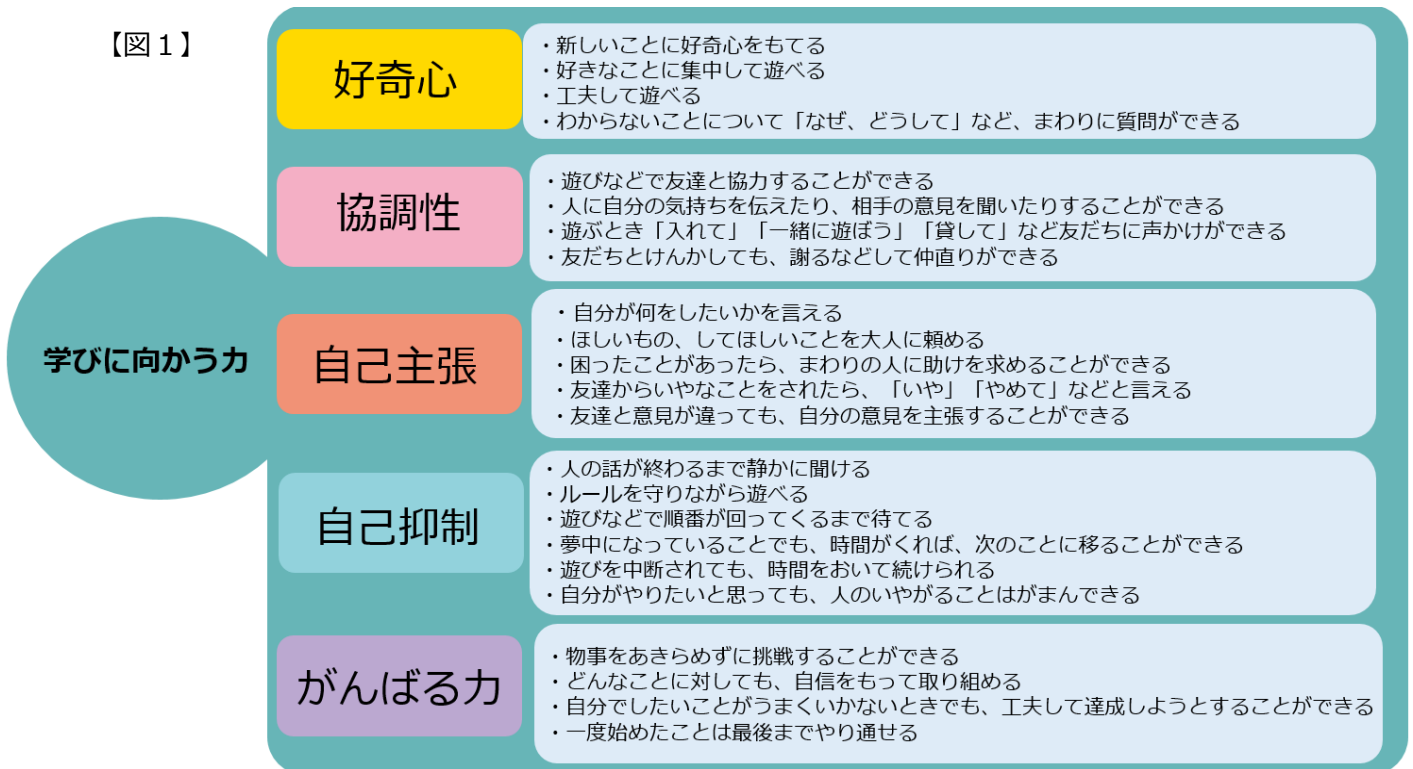 【図１】
学びに向かう力
好奇心
・新しいことに好奇心をもてる
・好きなことに集中して遊べる
・工夫して遊べる
・わからないことについて「なぜ、どうして」など、まわりに質問ができる
協調性
・遊びなどで友達と協力することができる
・人に自分の気持ちを伝えたり、相手の意見を聞いたりすることができる
・遊ぶとき「入れて」「一緒に遊ぼう」「貸して」など友だちに声かけができる
・友だちとけんかしても、謝るなどして仲直りができる
自己主張
・自分が何をしたいかを言える
・ほしいもの、してほしいことを大人に頼める
・困ったことがあったら、まわりの人に助けを求めることができる
・友達からいやなことをされたら、「いや」「やめて」などと言える
・友達と意見が違っても、自分の意見を主張することができる
自己抑制
・人の話が終わるまで静かに聞ける
・ルールを守りながら遊べる
・遊びなどで順番が回ってくるまで待てる
・夢中になっていることでも、時間がくれば、次のことに移ることができる
・遊びを中断されても、時間をおいて続けられる
・自分がやりたいと思っても、人のいやがることはがまんできる
がんばる力
・物事をあきらめずに挑戦することができる
・どんなことに対しても、自信をもって取り組める
・自分でしたいことがうまくいかないときでも、工夫して達成しようとすることができる
・一度始めたことは最後までやり通せる